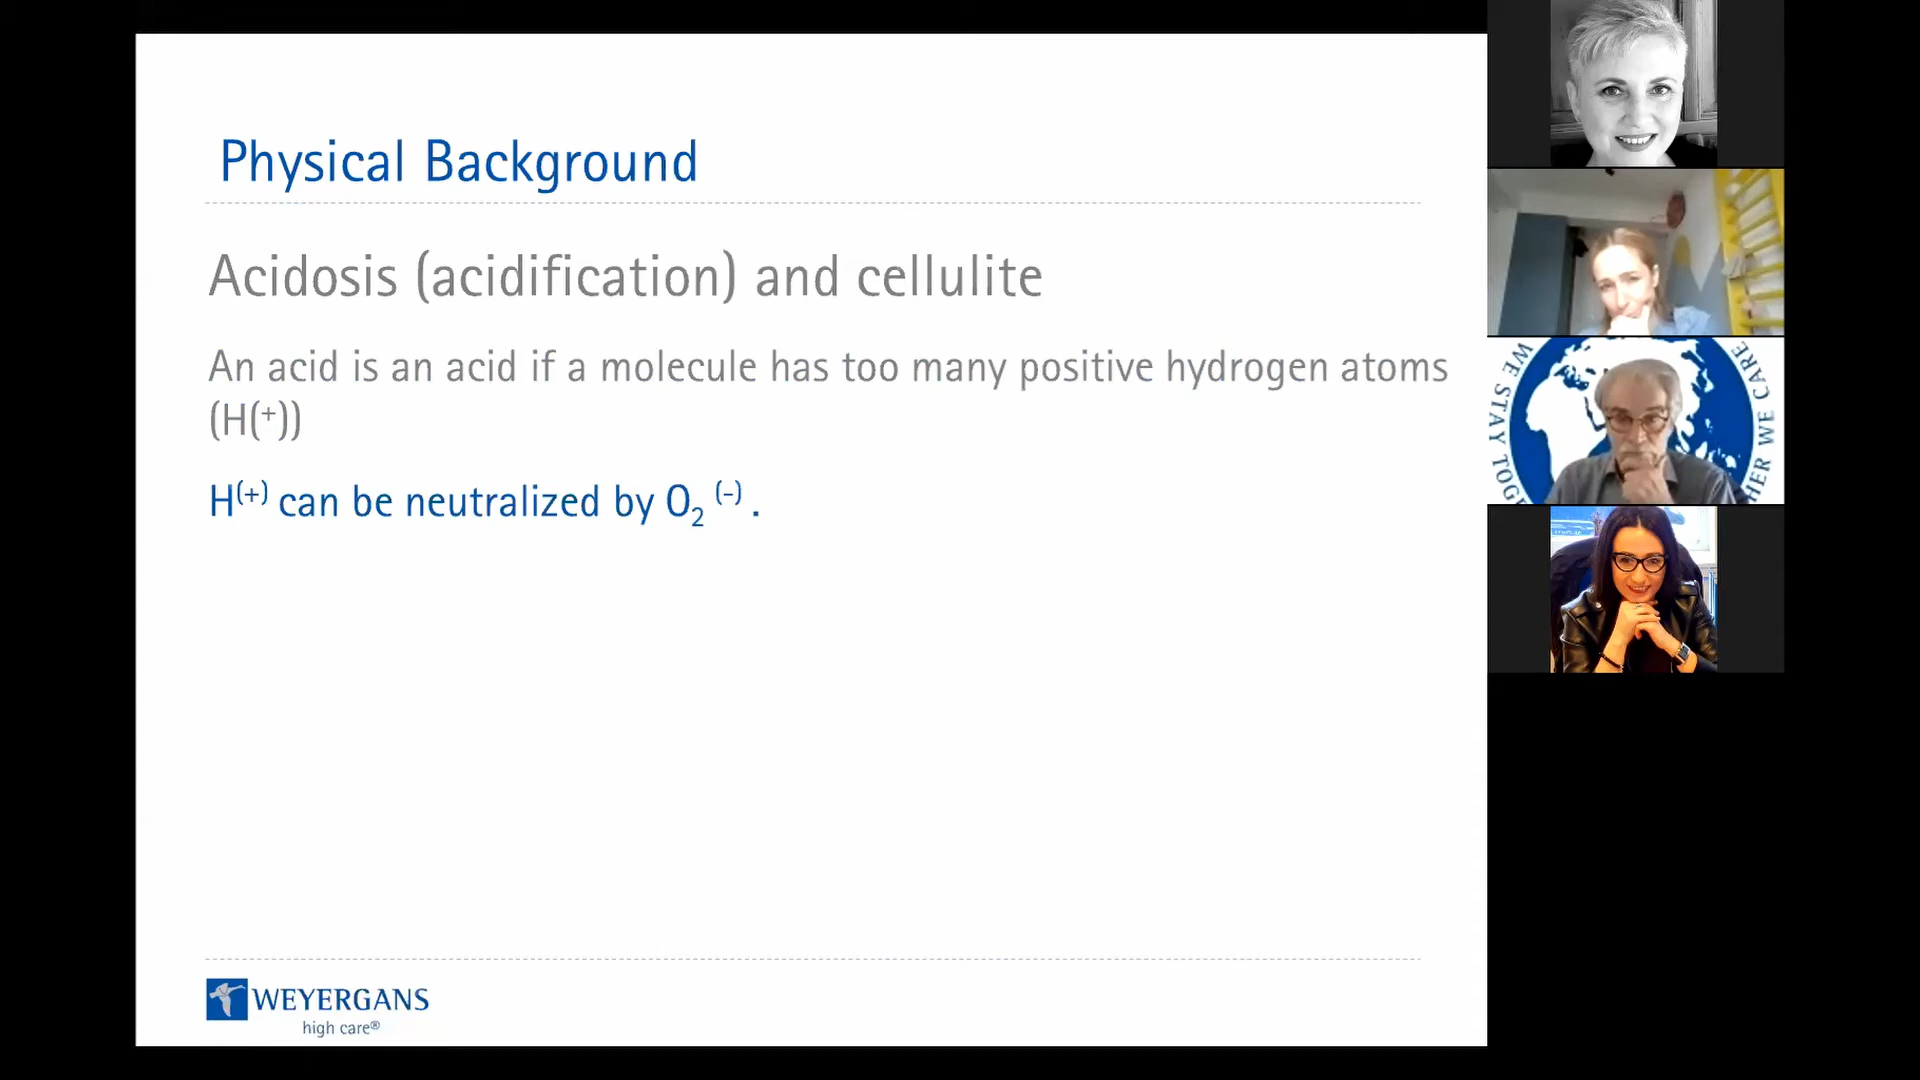 Physical Background
Acidosis (acidification) and cellulite
An acid is an acid if a molecule has too many positive hydrogen atoms
(H(⁺))
H⁽⁺⁾ can be neutralized by O₂ ⁽⁻⁾ .
WEYERGANS
high care®
WE STAY TOG
HER WE CARE